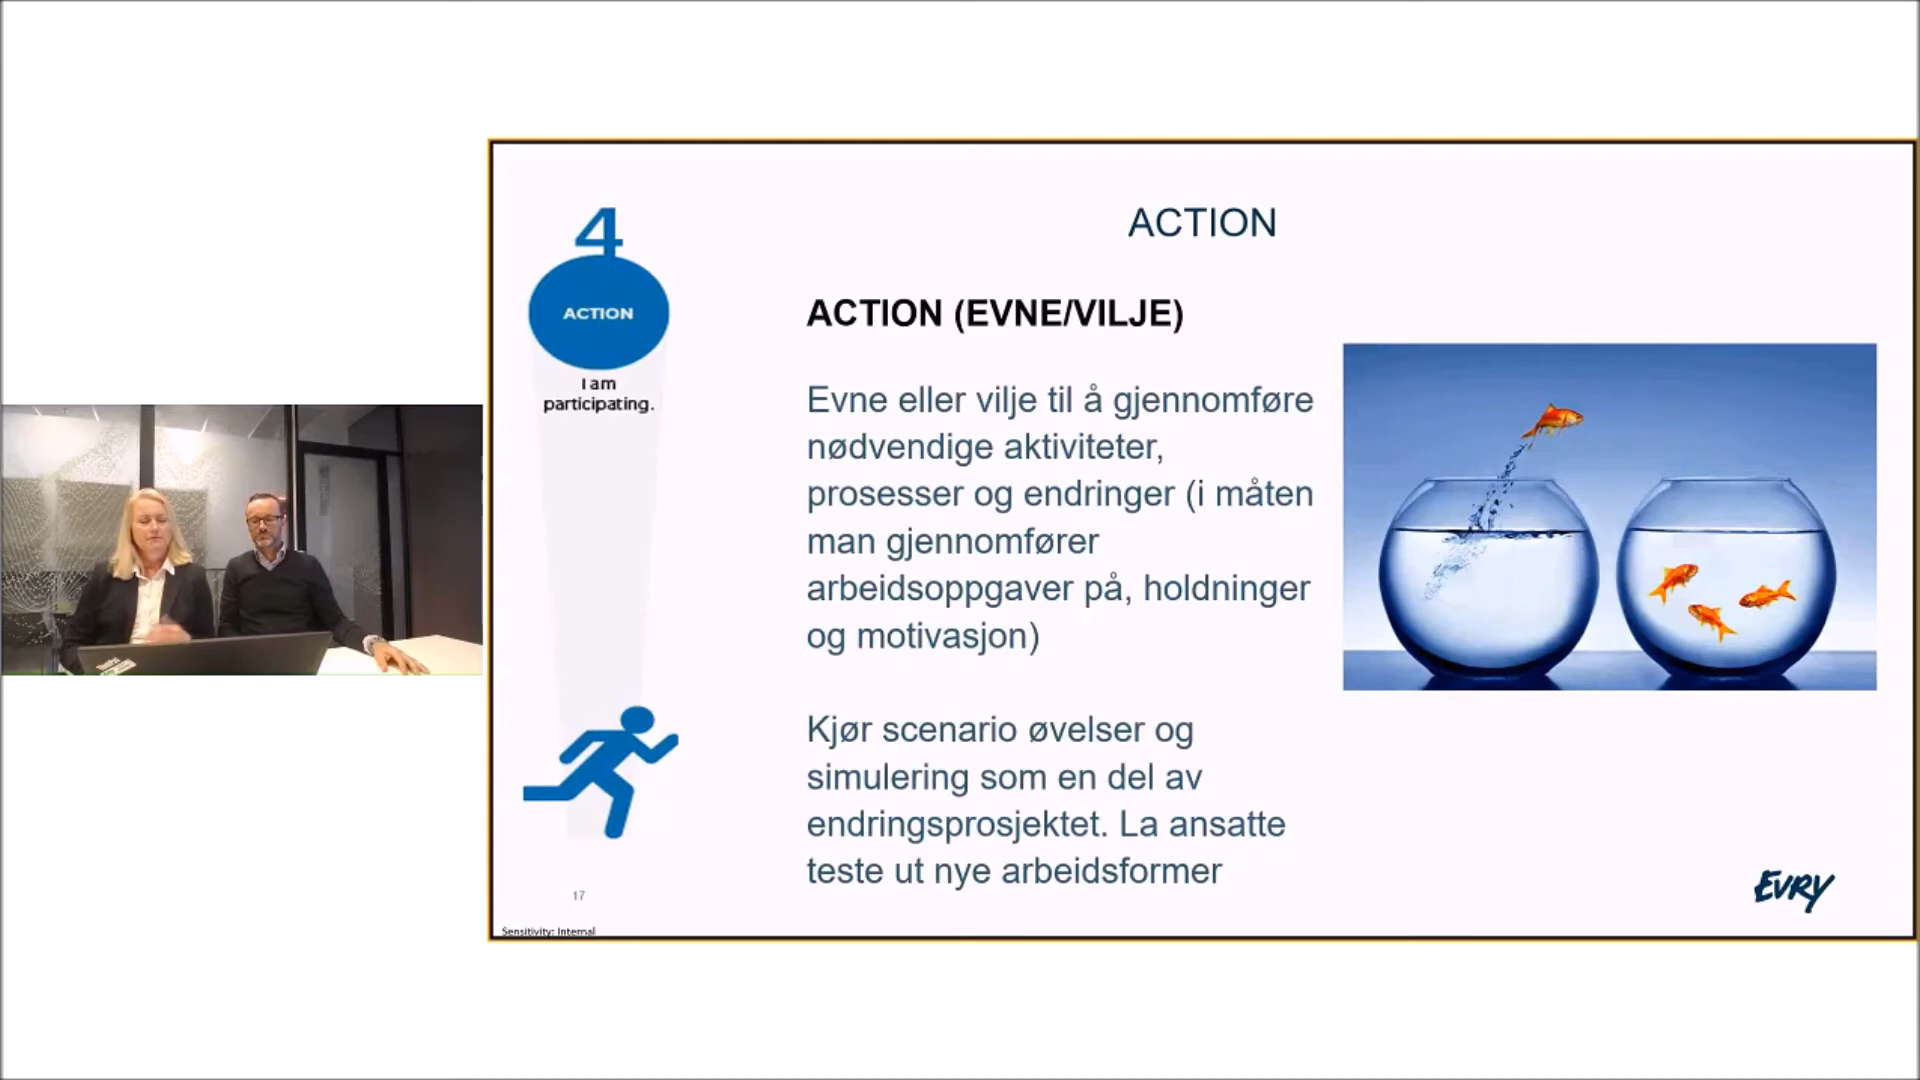 4
ACTION
I am
participating.
ACTION
ACTION (EVNE/VILJE)
Evne eller vilje til å gjennomføre
nødvendige aktiviteter,
prosesser og endringer (i måten
man gjennomfører
arbeidsoppgaver på, holdninger
og motivasjon)
Kjør scenario øvelser og
simulering som en del av
endringsprosjektet. La ansatte
teste ut nye arbeidsformer
17
EVRY
Sensitivity: Internal